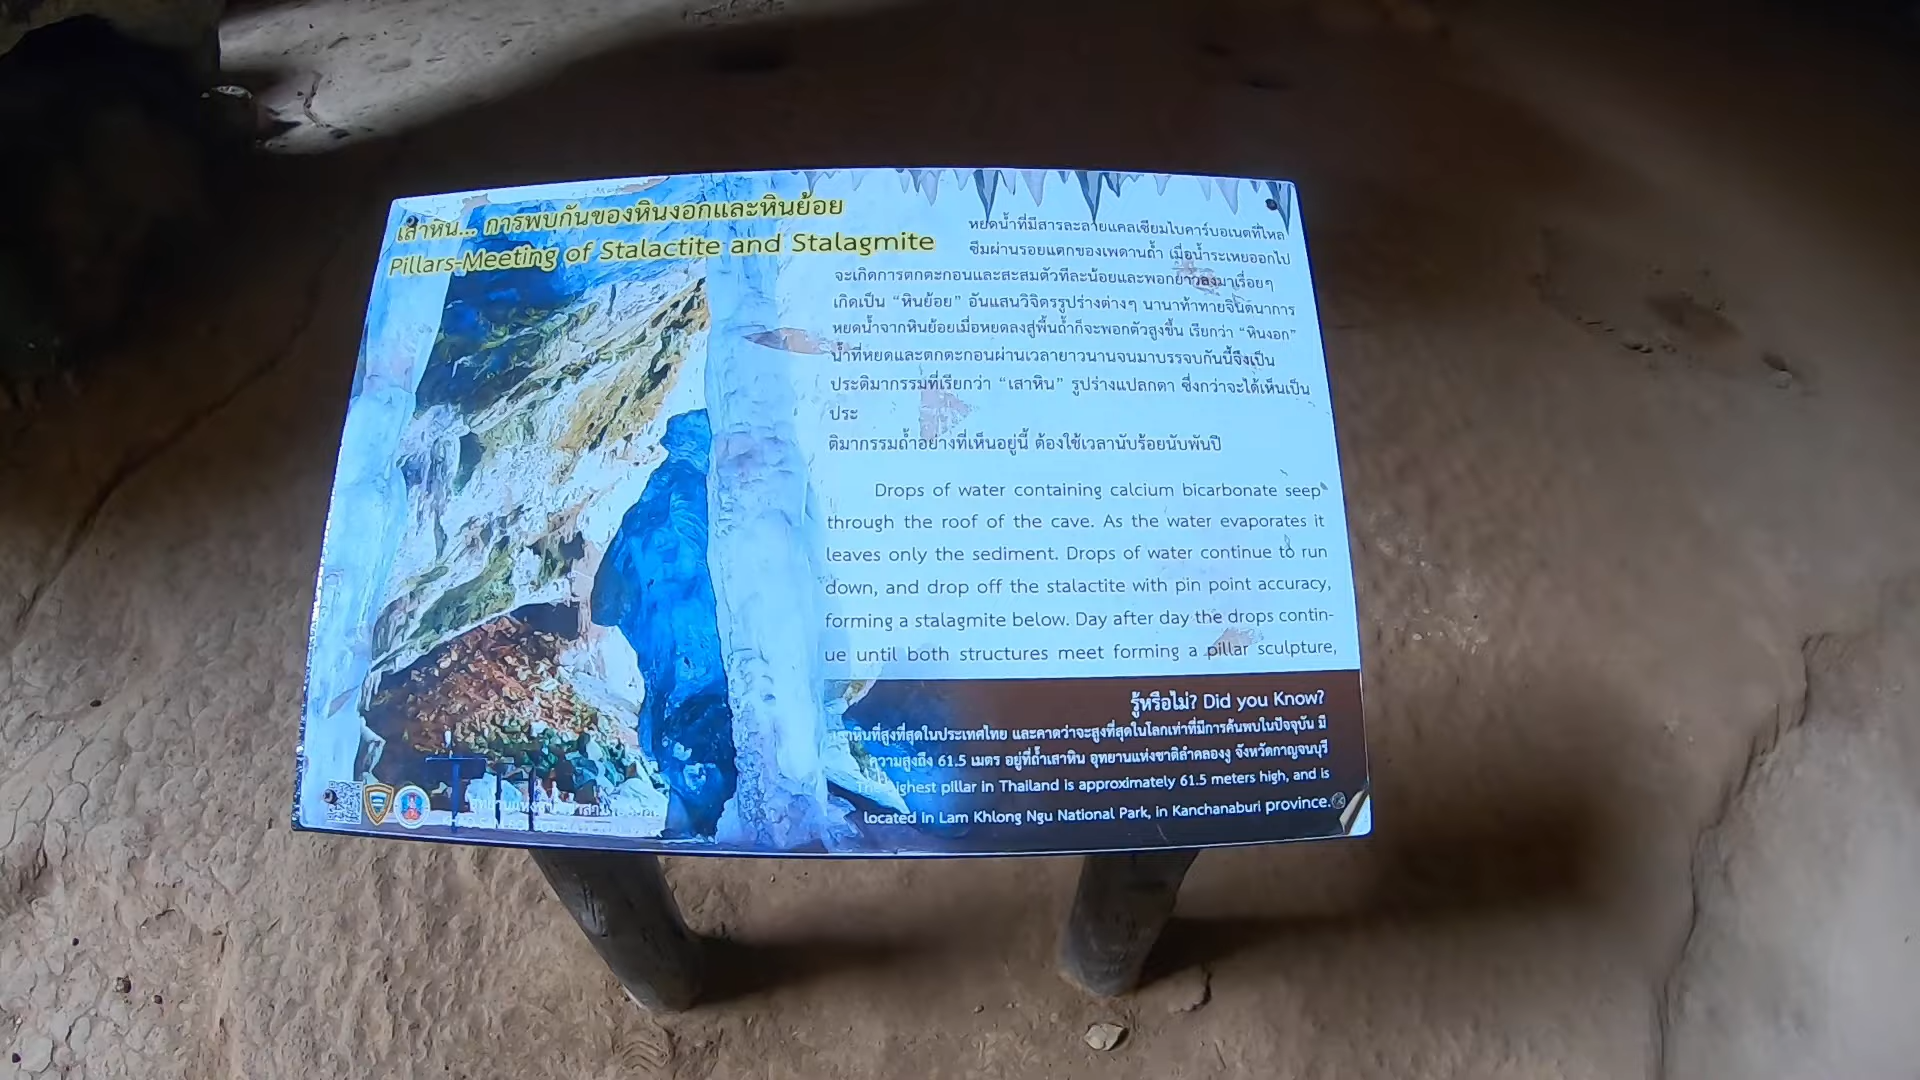 เสาหิน... การพบกันของหินงอกและหินย้อย
Pillars-Meeting of Stalactite and Stalagmite
หยดน้ำที่มีสารละลายแคลเซียมไบคาร์บอเนตที่ไหล
ซึมผ่านรอยแตกของเพดานถ้ำ เมื่อน้ำระเหยออกไป
จะเกิดการตกตะกอนและสะสมตัวทีละน้อยและพอกยาวลงมาเรื่อยๆ
เกิดเป็น “หินย้อย” อันแสนวิจิตรรูปร่างต่างๆ นานาท้าทายจินตนาการ
หยดน้ำจากหินย้อยเมื่อหยดลงสู่พื้นถ้ำก็จะพอกตัวสูงขึ้น เรียกว่า “หินงอก”
น้ำที่หยดและตกตะกอนผ่านเวลายาวนานจนมาบรรจบกันนี้จึงเป็น
ประติมากรรมที่เรียกว่า “เสาหิน” รูปร่างแปลกตา ซึ่งกว่าจะได้เห็นเป็น
ประ
ติมากรรมถ้ำอย่างที่เห็นอยู่นี้ ต้องใช้เวลานับร้อยนับพันปี
Drops of water containing calcium bicarbonate seep
through the roof of the cave. As the water evaporates it
leaves only the sediment. Drops of water continue to run
down, and drop off the stalactite with pin point accuracy,
forming a stalagmite below. Day after day the drops contin-
ue until both structures meet forming a pillar sculpture,
รู้หรือไม่? Did you Know?
เสาหินที่สูงที่สุดในประเทศไทย และคาดว่าจะสูงที่สุดในโลกเท่าที่มีการค้นพบในปัจจุบัน มี
ความสูงถึง 61.5 เมตร อยู่ที่ถ้ำเสาหิน อุทยานแห่งชาติลำคลองงู จังหวัดกาญจนบุรี
The highest pillar in Thailand is approximately 61.5 meters high, and is
located in Lam Khlong Ngu National Park, in Kanchanaburi province.